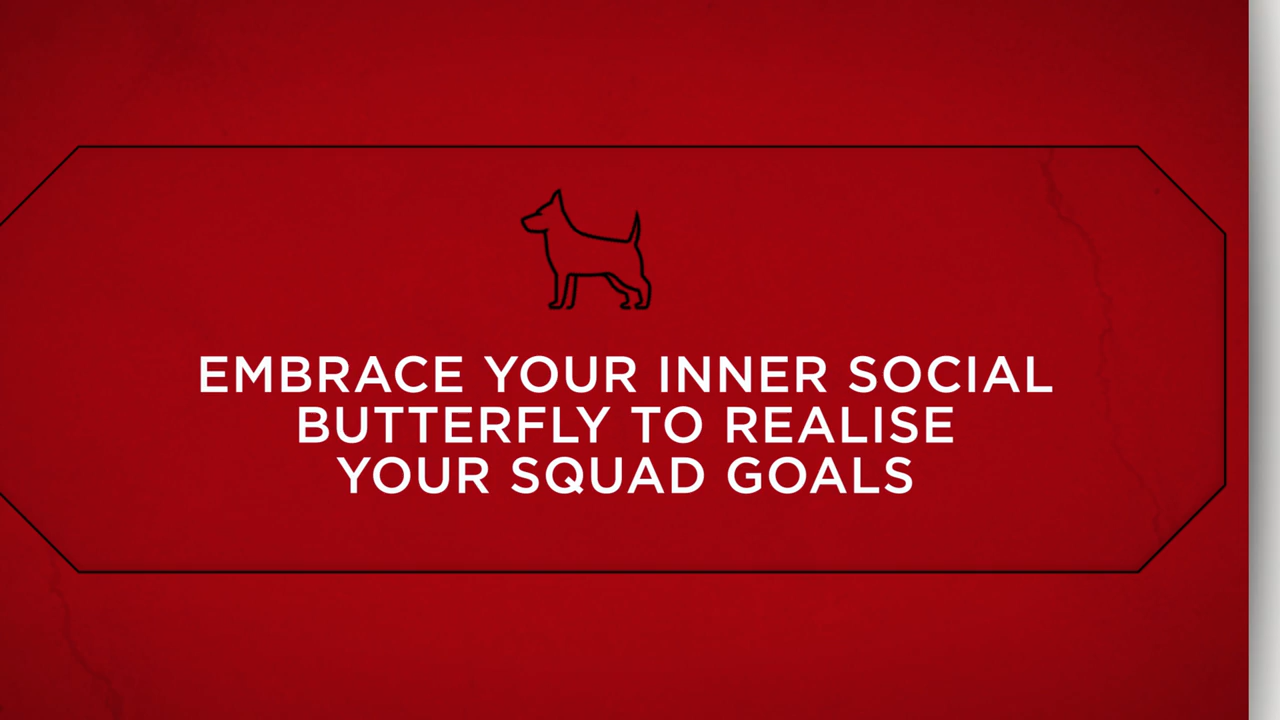 EMBRACE YOUR INNER SOCIAL
BUTTERFLY TO REALISE
YOUR SQUAD GOALS